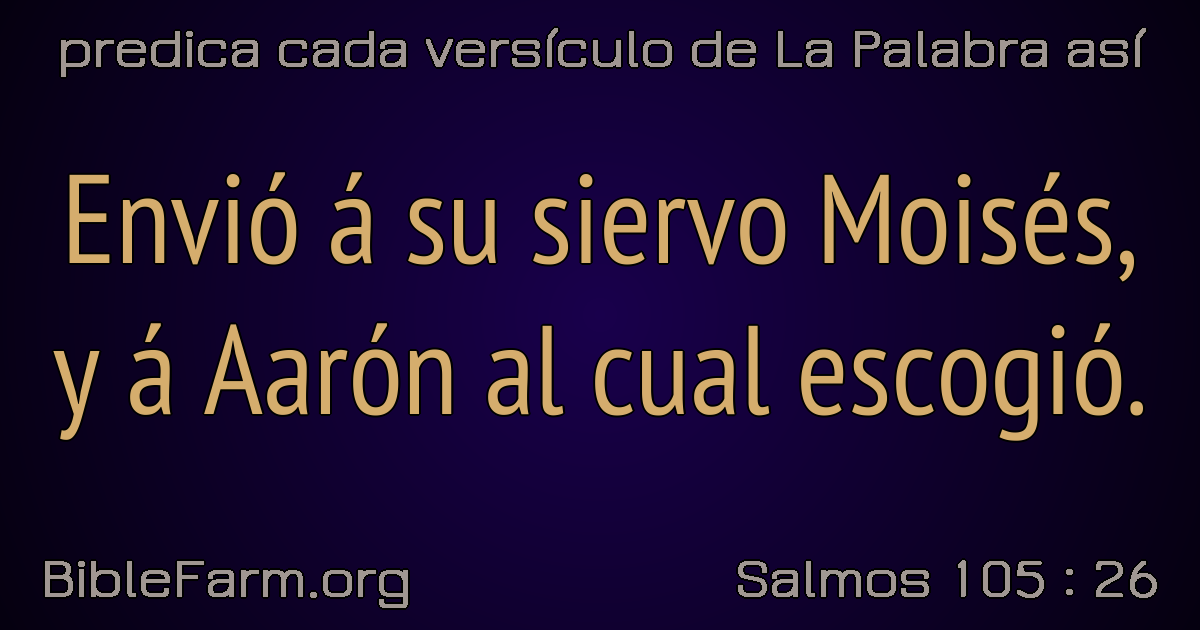 predica cada versículo de La Palabra así
Envió á su siervo Moisés,
y á Aarón al cual escogió.
BibleFarm.org
Salmos 105 : 26